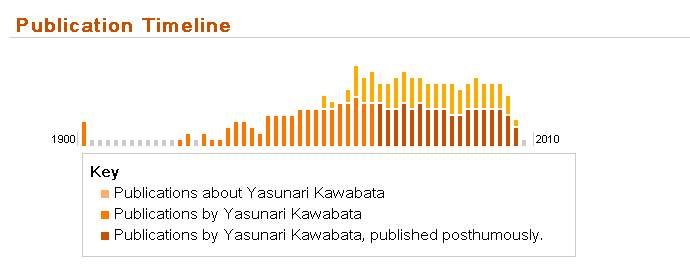 Publication Timeline
1900 2010
Key
Publications about Yasunari Kawabata
Publications by Yasunari Kawabata
Publications by Yasunari Kawabata, published posthumously.